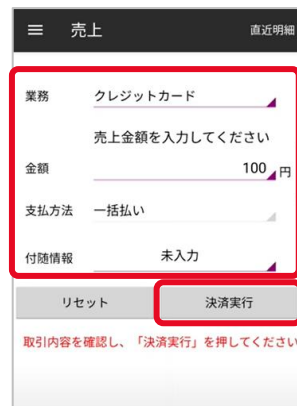 売上 直近明細
業務 クレジットカード
売上金額を入力してください
金額 100 円
支払方法 一括払い
付随情報 未入力
リセット 決済実行
取引内容を確認し、「決済実行」を押してください